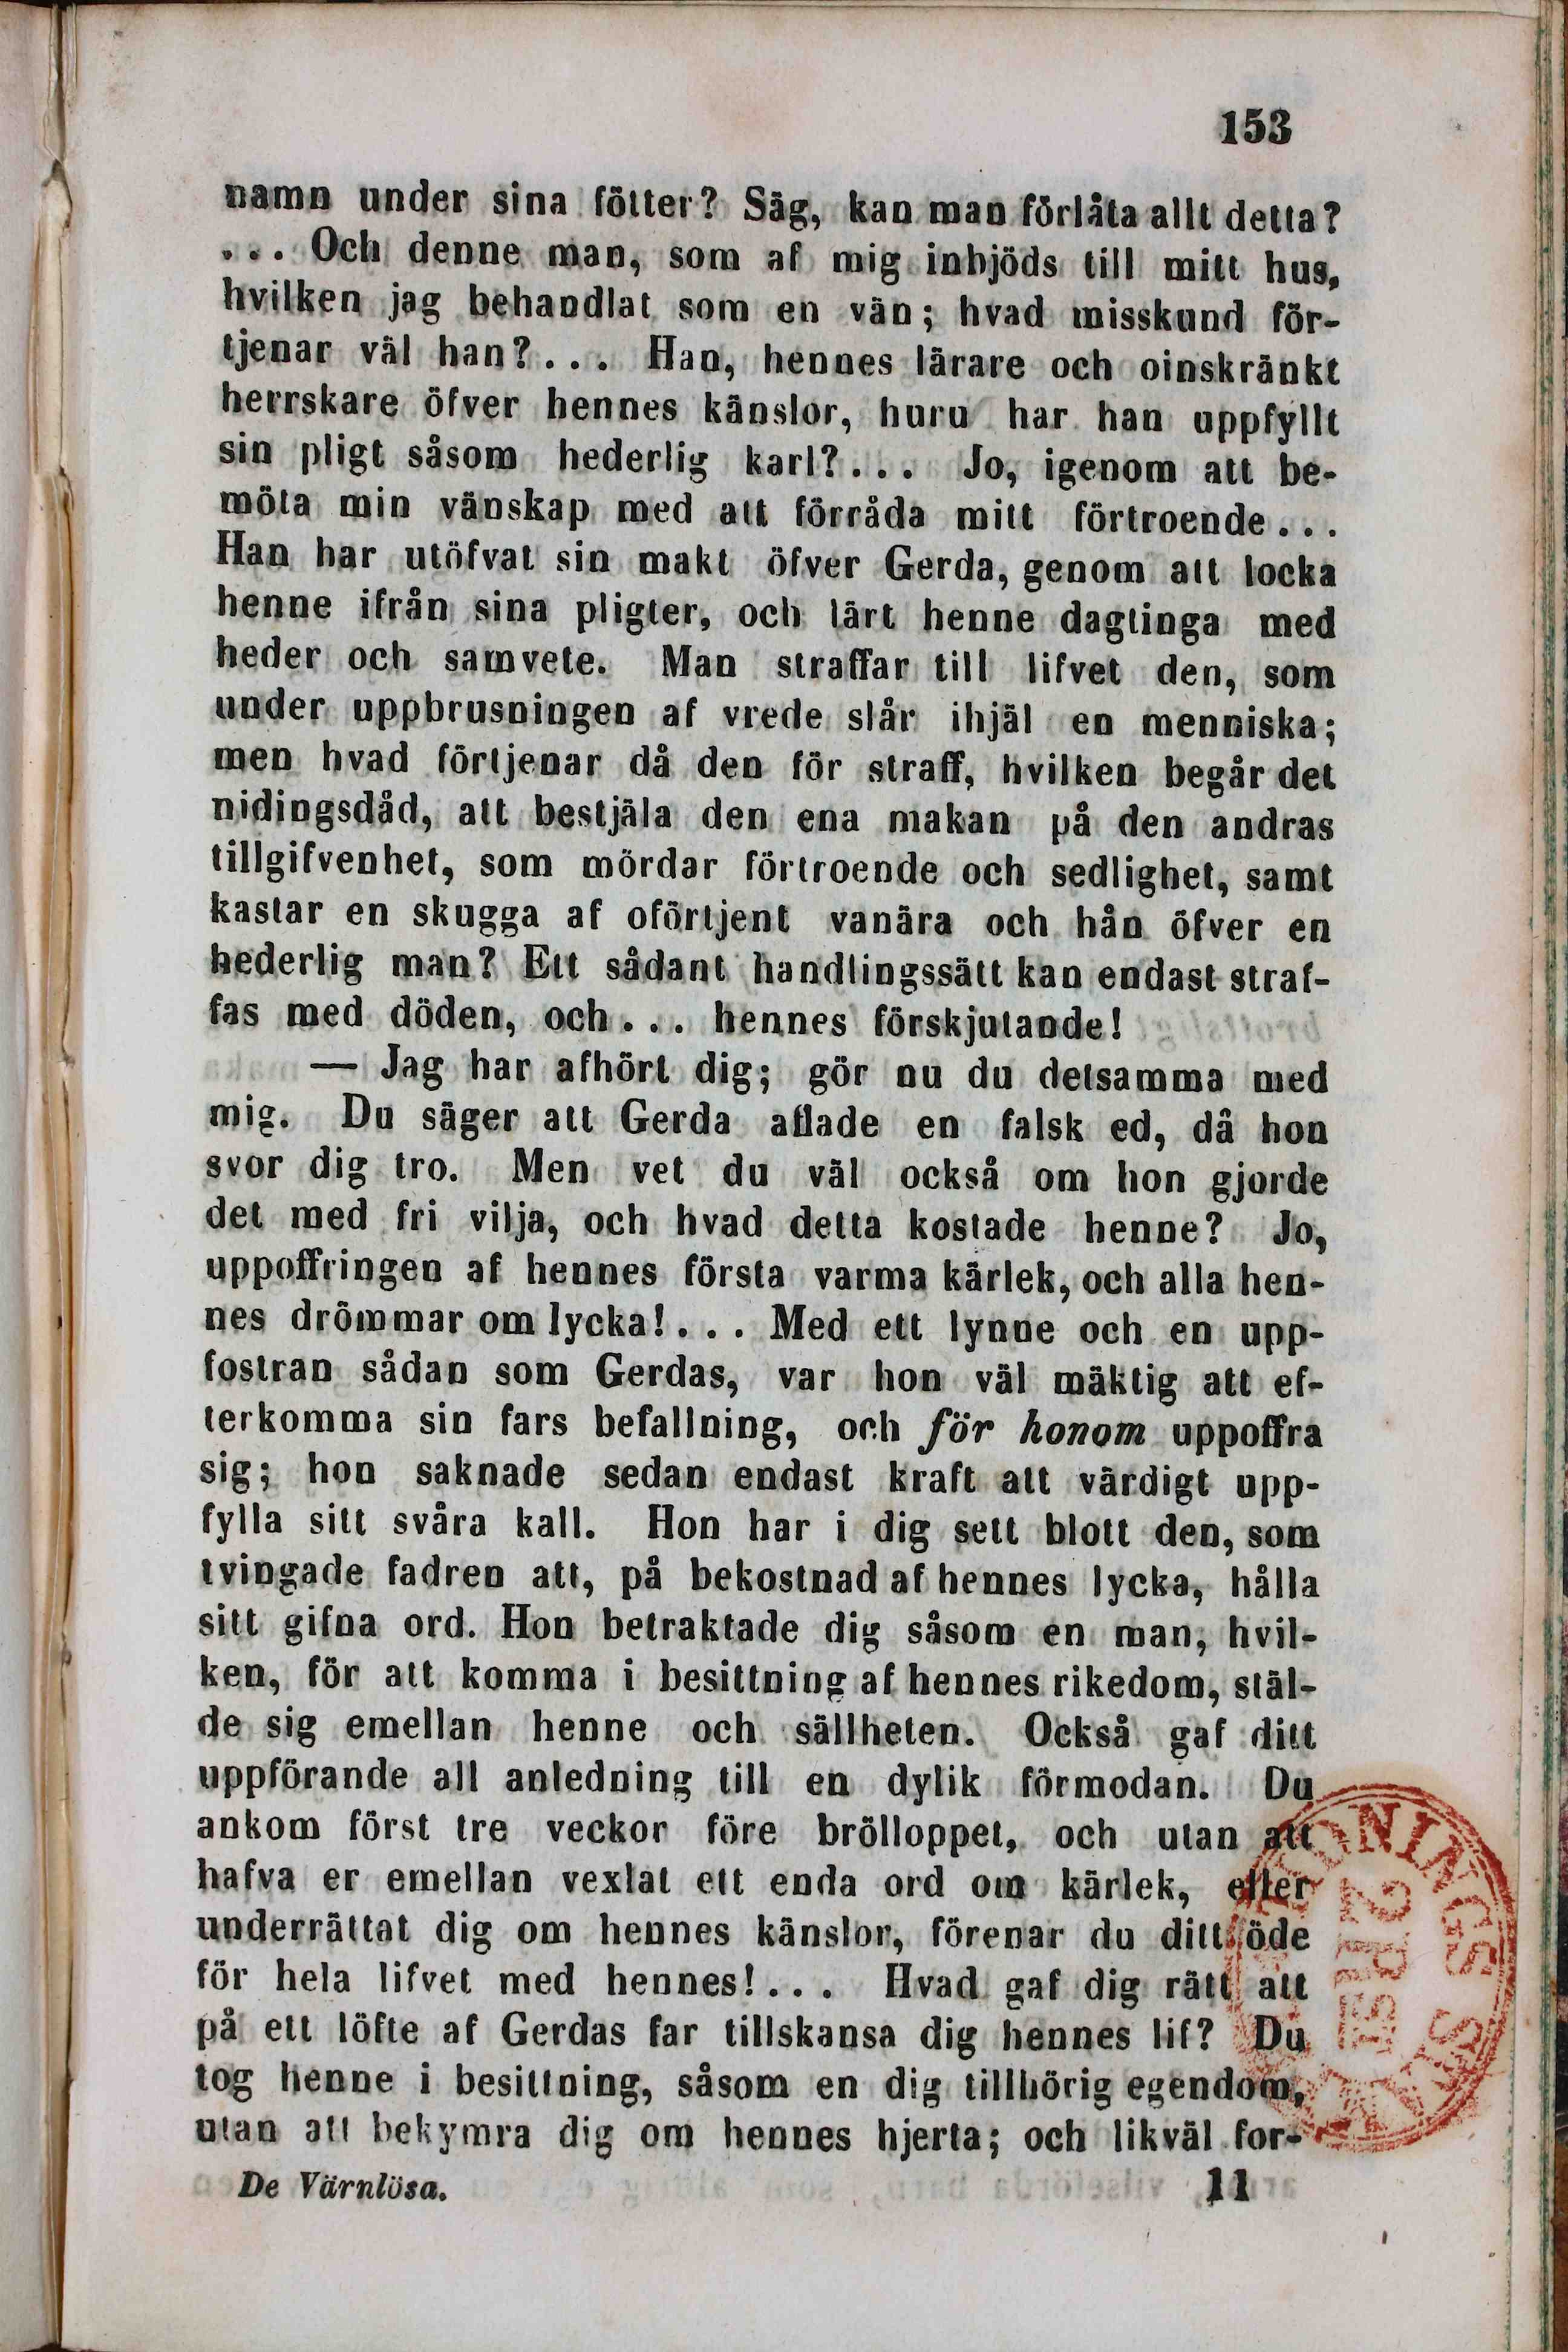 153
namn under sina fötter? Säg, kan man förlåta allt detta?
... Och denne man, som af mig inbjöds till mitt hus,
hvilken jag behandlat som en vän; hvad misskund för-
tjenar väl han?... Han, hennes lärare och oinskränkt
herrskare öfver hennes känslor, huru har han uppfyllt
sin pligt såsom hederlig karl?... Jo, igenom att be-
möta min vänskap med att förråda mitt förtroende...
Han har utöfvat sin makt öfver Gerda, genom att locka
henne ifrån sina pligter, och lärt henne dagtinga med
heder och samvete. Man straffar till lifvet den, som
under uppbrusningen af vrede slår ihjäl en menniska;
men hvad förtjenar då den för straff, hvilken begår det
nidingsdåd, att bestjäla den ena makan på den andras
tillgifvenhet, som mördar förtroende och sedlighet, samt
kastar en skugga af oförtjent vanära och hån öfver en
hederlig man? Ett sådant handlingssätt kan endast straf-
fas med döden, och... hennes förskjutande!
— Jag har afhört dig; gör nu du detsamma med
mig. Du säger att Gerda aflade en falsk ed, då hon
svor dig tro. Men vet du väl också om hon gjorde
det med fri vilja, och hvad detta kostade henne? Jo,
uppoffringen af hennes första varma kärlek, och alla hen-
nes drömmar om lycka!... Med ett lynne och en upp-
fostran sådan som Gerdas, var hon väl mäktig att ef-
terkomma sin fars befallning, och för honom uppoffra
sig; hon saknade sedan endast kraft att värdigt upp-
fylla sitt svåra kall. Hon har i dig sett blott den, som
tvingade fadren att, på bekostnad af hennes lycka, hålla
sitt gifna ord. Hon betraktade dig såsom en man, hvil-
ken, för att komma i besittning af hennes rikedom, stäl-
de sig emellan henne och sällheten. Också gaf ditt
uppförande all anledning till en dylik förmodan. Du
ankom först tre veckor före bröllopet, och utan att
hafva er emellan vexlat ett enda ord om kärlek, eller
underrättat dig om hennes känslor, förenar du ditt öde
för hela lifvet med hennes!... Hvad gaf dig rätt att
på ett löfte af Gerdas far tillskansa dig hennes lif? Du
tog henne i besittning, såsom en dig tillhörig egendom,
utan att bekymra dig om hennes hjerta; och likväl for-
De Värnlösa. 11